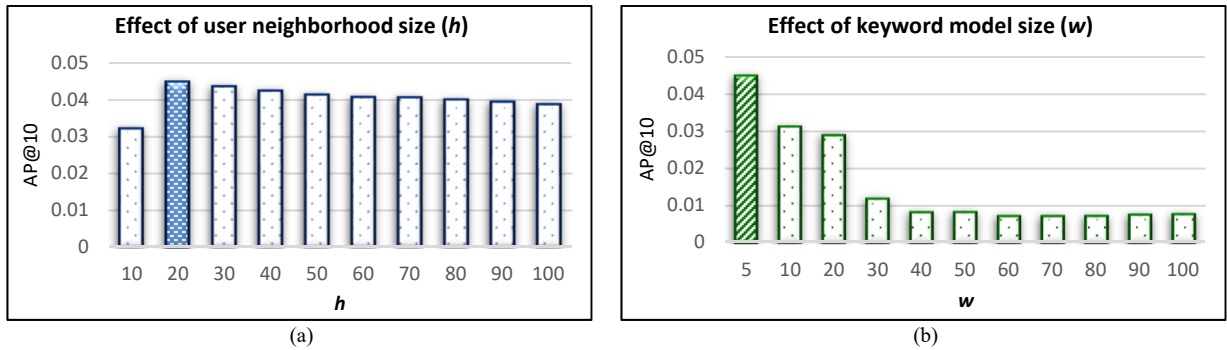 Effect of user neighborhood size (h)
AP@10
0.05
0.04
0.03
0.02
0.01
0
10 20 30 40 50 60 70 80 90 100
h
(a)
Effect of keyword model size (w)
AP@10
0.05
0.04
0.03
0.02
0.01
0
5 10 20 30 40 50 60 70 80 90 100
w
(b)